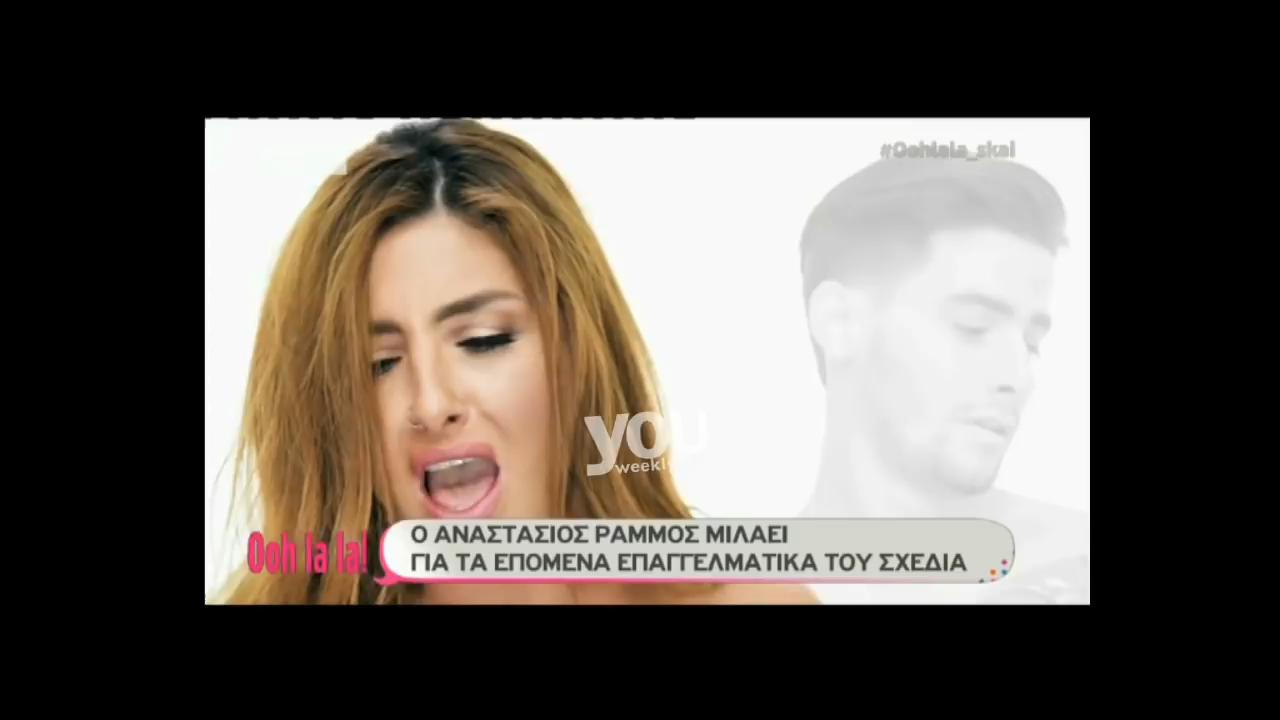 #Oohlala_skai
you
weekly
Ooh la la!
Ο ΑΝΑΣΤΑΣΙΟΣ ΡΑΜΜΟΣ ΜΙΛΑΕΙ
ΓΙΑ ΤΑ ΕΠΟΜΕΝΑ ΕΠΑΓΓΕΛΜΑΤΙΚΑ ΤΟΥ ΣΧΕΔΙΑ